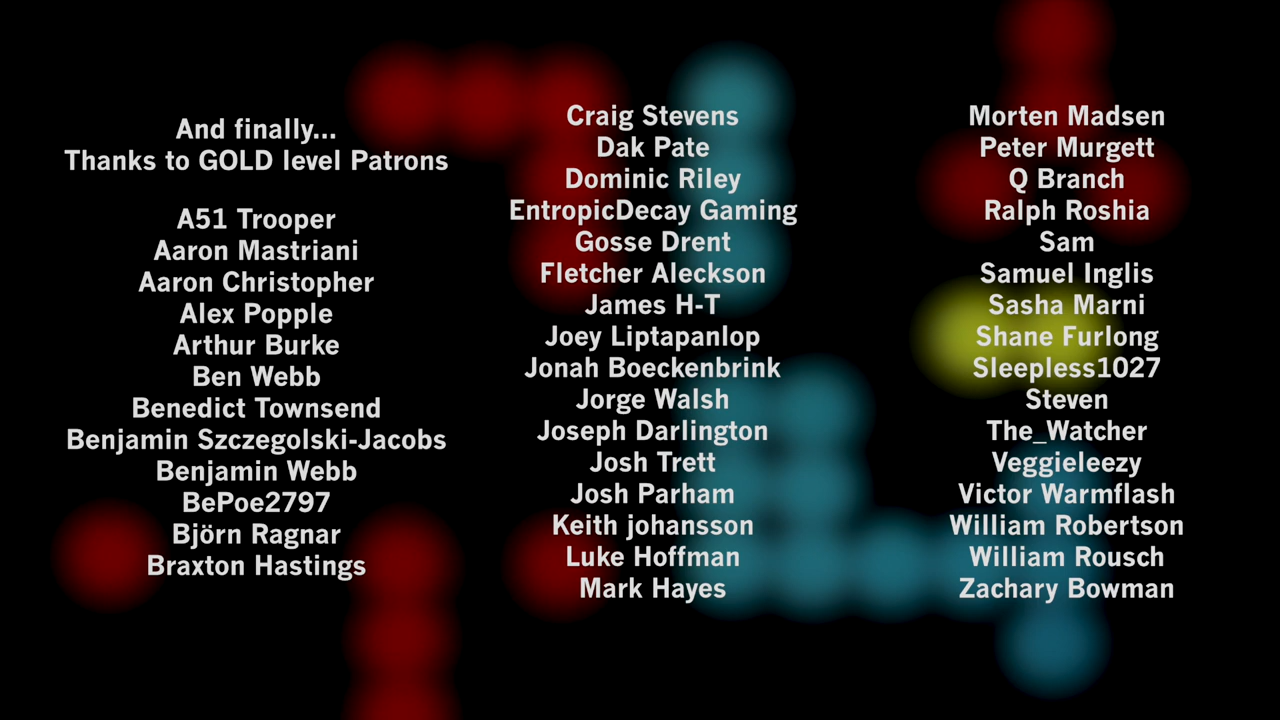 And finally...
Thanks to GOLD level Patrons
A51 Trooper
Aaron Mastriani
Aaron Christopher
Alex Popple
Arthur Burke
Ben Webb
Benedict Townsend
Benjamin Szczegolski-Jacobs
Benjamin Webb
BePoe2797
Björn Ragnar
Braxton Hastings
Craig Stevens
Dak Pate
Dominic Riley
EntropicDecay Gaming
Gosse Drent
Fletcher Aleckson
James H-T
Joey Liptapanlop
Jonah Boeckenbrink
Jorge Walsh
Joseph Darlington
Josh Trett
Josh Parham
Keith johansson
Luke Hoffman
Mark Hayes
Morten Madsen
Peter Murgett
Q Branch
Ralph Roshia
Sam
Samuel Inglis
Sasha Marni
Shane Furlong
Sleepless1027
Steven
The_Watcher
Veggieleezy
Victor Warmflash
William Robertson
William Rousch
Zachary Bowman